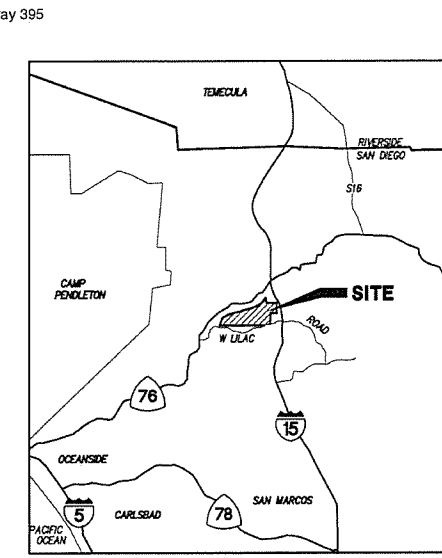 ay 395
TEMECULA
RIVERSIDE
SAN DIEGO
S16
CAMP
PENDLETON
SITE
W LILAC
ROAD
76
15
OCEANSIDE
5
CARLSBAD
78
SAN MARCOS
PACIFIC
OCEAN